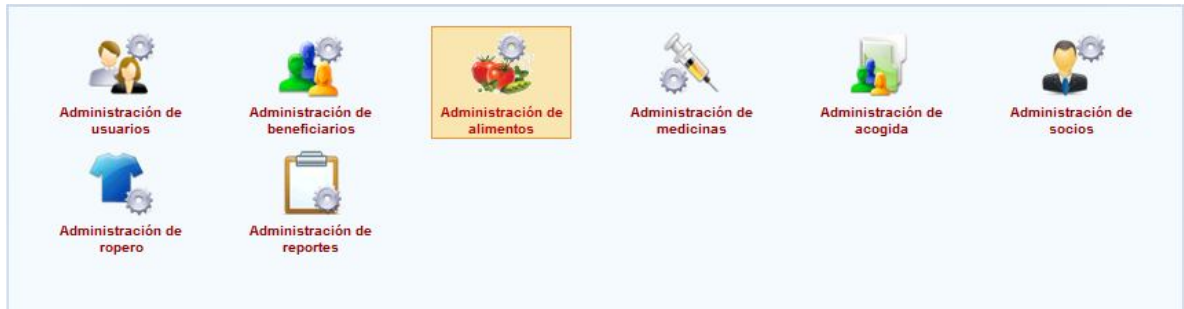 Administración de
usuarios
Administración de
beneficiarios
Administración de
alimentos
Administración de
medicinas
Administración de
acogida
Administración de
socios
Administración de
ropero
Administración de
reportes